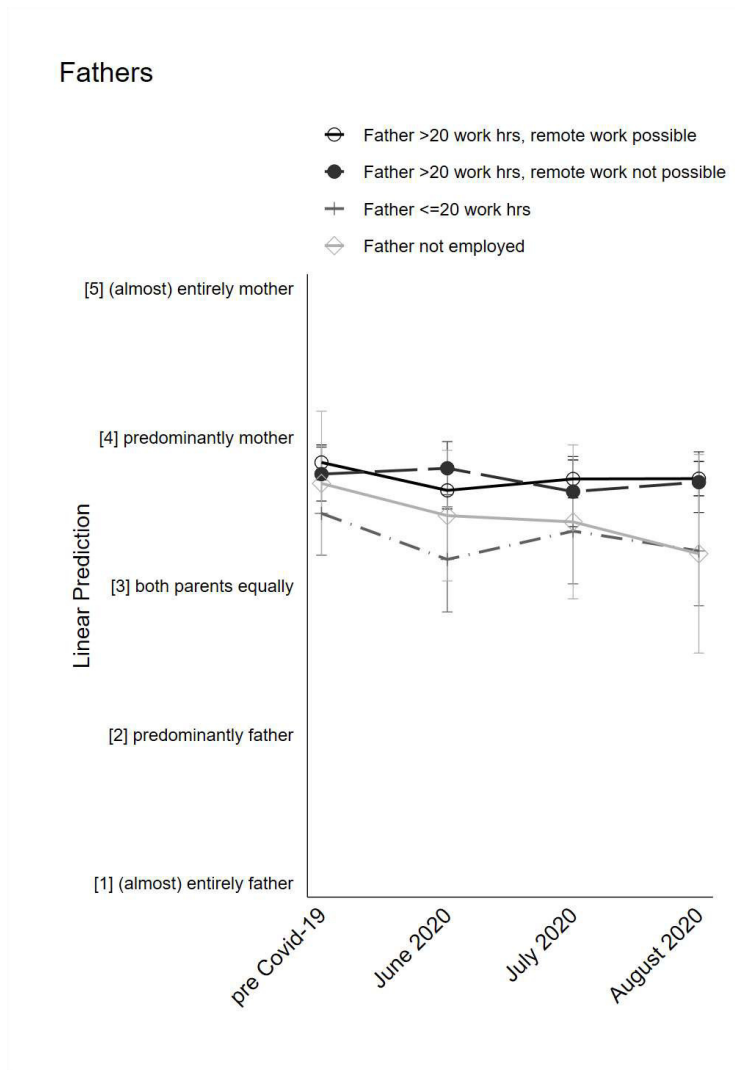 Fathers
Father >20 work hrs, remote work possible
Father >20 work hrs, remote work not possible
Father <=20 work hrs
Father not employed
[5] (almost) entirely mother
[4] predominantly mother
[3] both parents equally
[2] predominantly father
[1] (almost) entirely father
Linear Prediction
pre Covid-19
June 2020
July 2020
August 2020